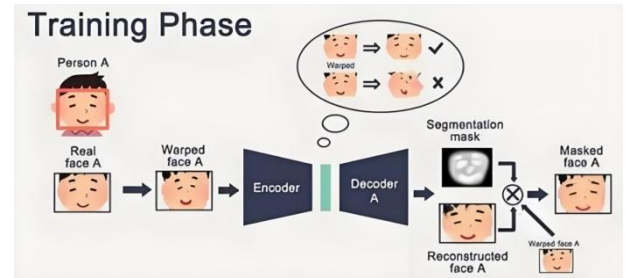 Training Phase
Person A
Warped
Real
face A
Warped
face A
Encoder
Decoder
A
Segmentation
mask
Reconstructed
face A
Masked
face A
Warped face A